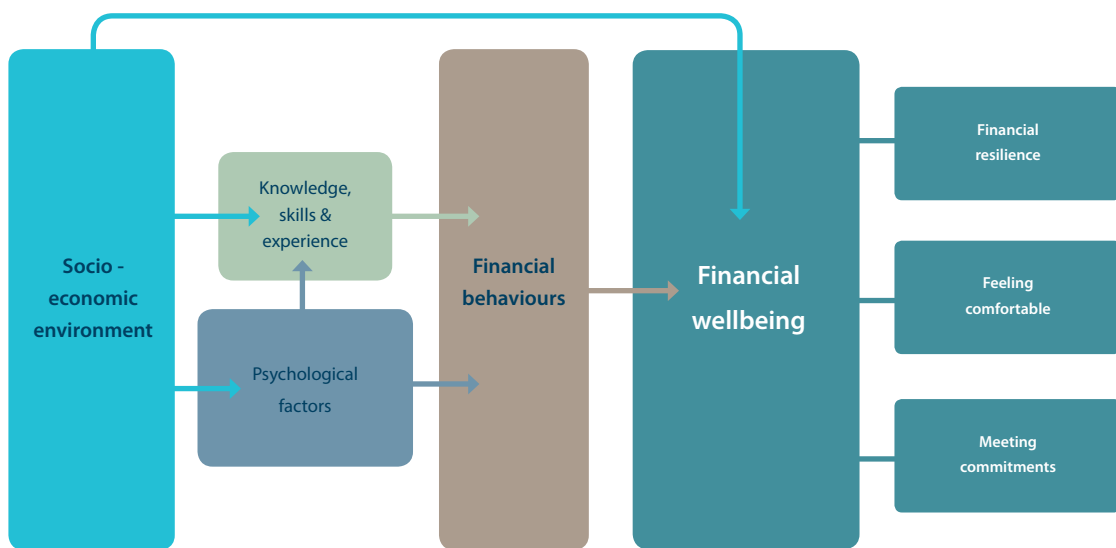 Socio -
economic
environment
Knowledge,
skills &
experience
Psychological
factors
Financial
behaviours
Financial
wellbeing
Financial
resilience
Feeling
comfortable
Meeting
commitments